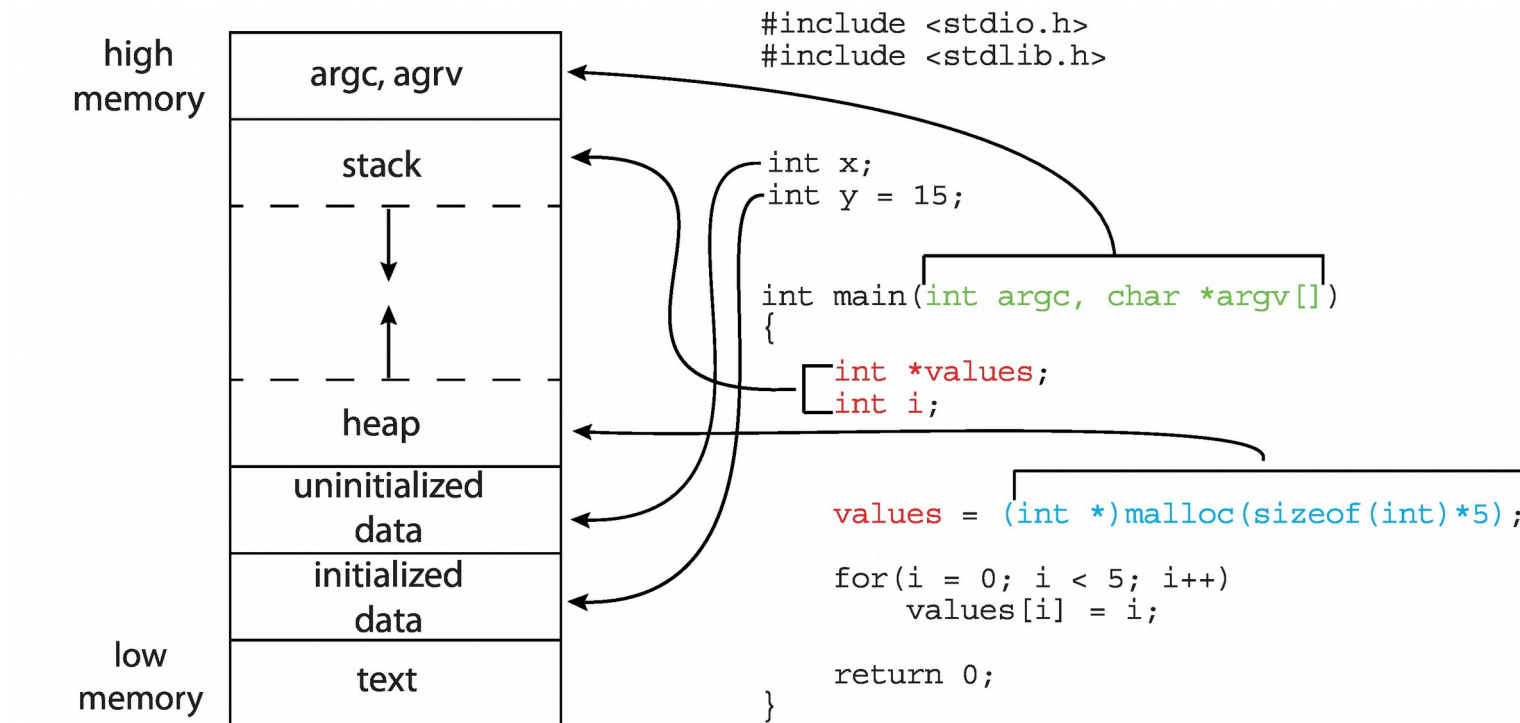 high
memory
argc, agrv
stack
heap
uninitialized
data
initialized
data
low
memory
text
#include <stdio.h>
#include <stdlib.h>
int x;
int y = 15;
int main(int argc, char *argv[])
{
int *values;
int i;
values = (int *)malloc(sizeof(int)*5);
for(i = 0; i < 5; i++)
values[i] = i;
return 0;
}